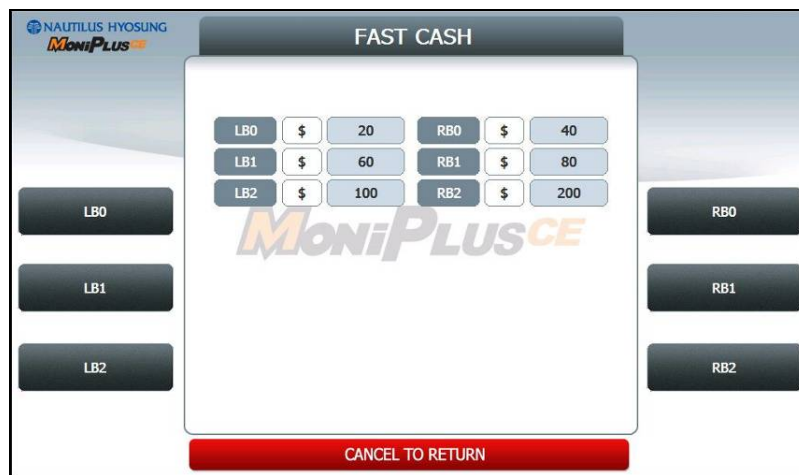 NAUTILUS HYOSUNG
MONiPLUSCE
FAST CASH
LB0 $ 20 RB0 $ 40
LB1 $ 60 RB1 $ 80
LB2 $ 100 RB2 $ 200
MONiPLUSCE
LB0 RB0
LB1 RB1
LB2 RB2
CANCEL TO RETURN